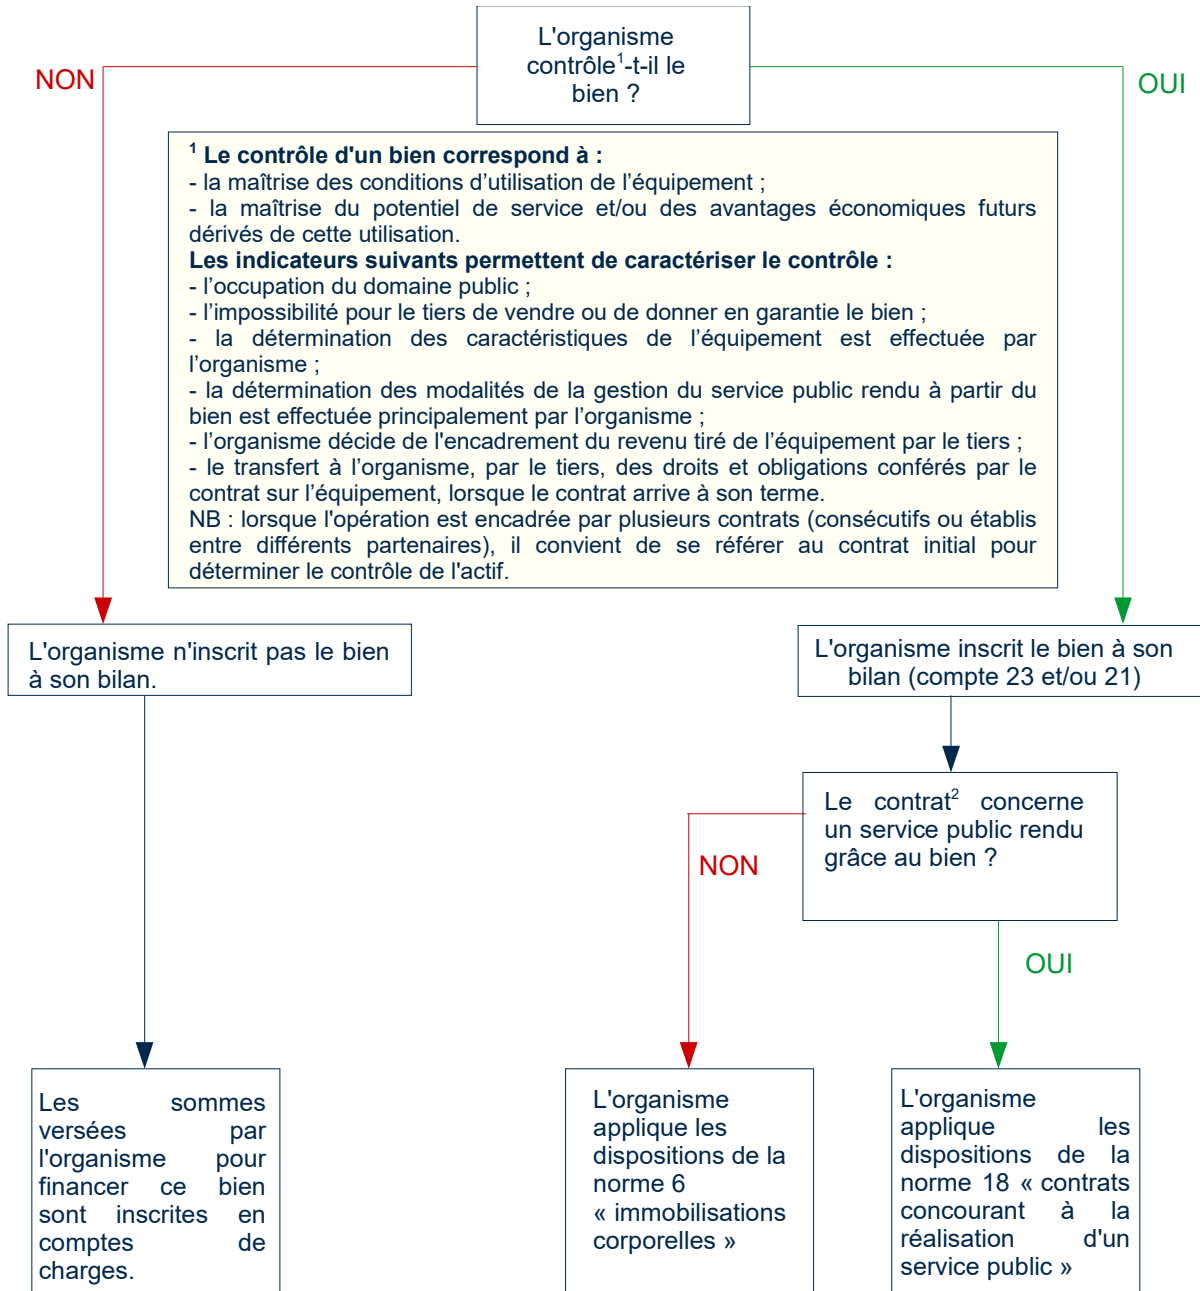 L'organisme
contrôle¹-t-il le
bien ?
NON
OUI
¹ Le contrôle d'un bien correspond à :
- la maîtrise des conditions d’utilisation de l’équipement ;
- la maîtrise du potentiel de service et/ou des avantages économiques futurs
dérivés de cette utilisation.
Les indicateurs suivants permettent de caractériser le contrôle :
- l’occupation du domaine public ;
- l’impossibilité pour le tiers de vendre ou de donner en garantie le bien ;
- la détermination des caractéristiques de l’équipement est effectuée par
l’organisme ;
- la détermination des modalités de la gestion du service public rendu à partir du
bien est effectuée principalement par l’organisme ;
- l’organisme décide de l'encadrement du revenu tiré de l’équipement par le tiers ;
- le transfert à l’organisme, par le tiers, des droits et obligations conférés par le
contrat sur l’équipement, lorsque le contrat arrive à son terme.
NB : lorsque l'opération est encadrée par plusieurs contrats (consécutifs ou établis
entre différents partenaires), il convient de se référer au contrat initial pour
déterminer le contrôle de l'actif.
L'organisme n'inscrit pas le bien
à son bilan.
L'organisme inscrit le bien à son
bilan (compte 23 et/ou 21)
Le contrat² concerne
un service public rendu
grâce au bien ?
NON
OUI
Les sommes
versées par
l'organisme pour
financer ce bien
sont inscrites en
comptes de
charges.
L'organisme
applique les
dispositions de la
norme 6
« immobilisations
corporelles »
L'organisme
applique les
dispositions de la
norme 18 « contrats
concourant à la
réalisation d'un
service public »